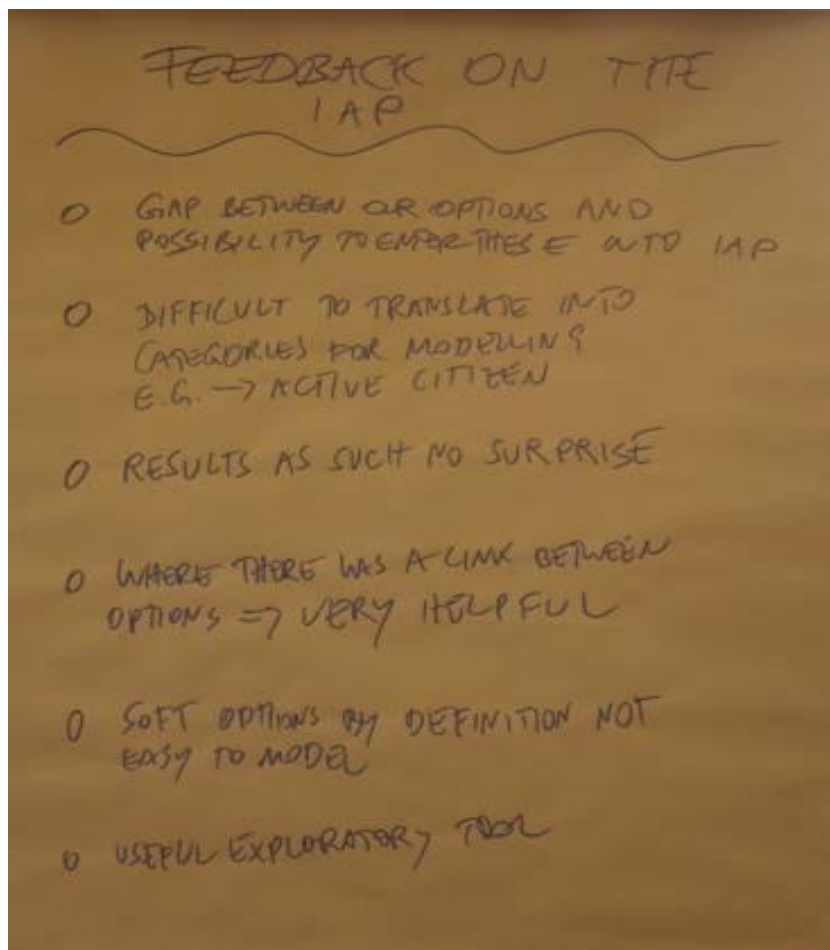 FEEDBACK ON THE
IAP
O GAP BETWEEN OUR OPTIONS AND
POSSIBILITY TO ENTER THESE INTO IAP
O DIFFICULT TO TRANSLATE INTO
CATEGORIES FOR MODELLING
E.G. → ACTIVE CITIZEN
O RESULTS AS SUCH NO SURPRISE
O WHERE THERE WAS A LINK BETWEEN
OPTIONS => VERY HELPFUL
O SOFT OPTIONS BY DEFINITION NOT
EASY TO MODEL
O USEFUL EXPLORATORY TOOL